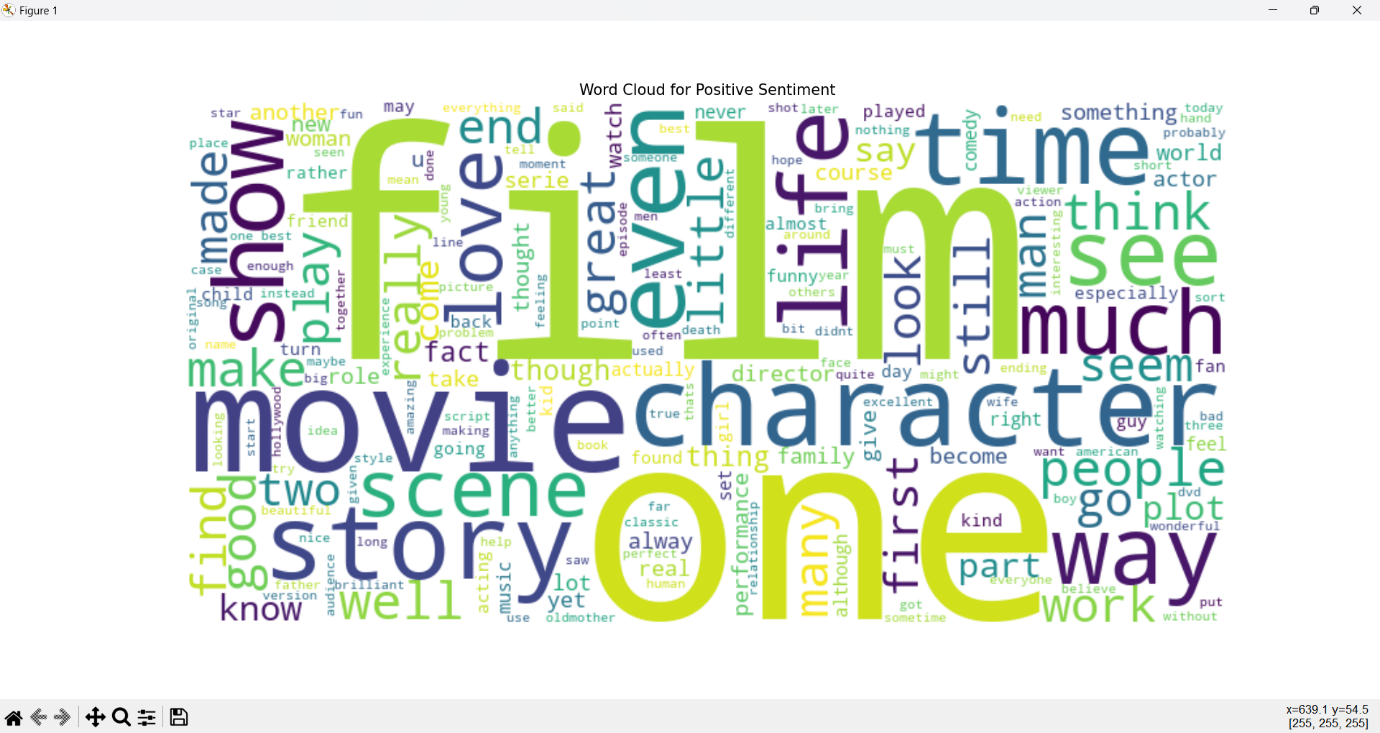 Figure 1
Word Cloud for Positive Sentiment
star another fun may everything said best never shot later played something today
place new woman seen end tell watch nothing time comedy need hand probably
made show rather u done moment serie someone say course world short actor
mean love great even little life hope viewer action think
friend young men different bring man
one best play really line thought episode almost look still see
case enough come picture feeling least around funny year must interesting especially sort
child instead together others
original song experience back problem point death bit didnt much
name turn fact often used face ending
make maybe big role take though actually director quite day might seem fan
film
movie character
looking start hollywood idea amazing script making anything better kid true thats girl excellent wife right guy bad three watching
going book give feel
style found thing family become want american
try given scene set people
find good two beautiful far classic first kind boy go dvd plot wonderful
story one way
nice long help saw alway perfect real human performance relationship many although part everyone
father brilliant version audience acting music lot yet believe
know well use oldmother got sometime work put without
x=639.1 y=54.5
[255, 255, 255]